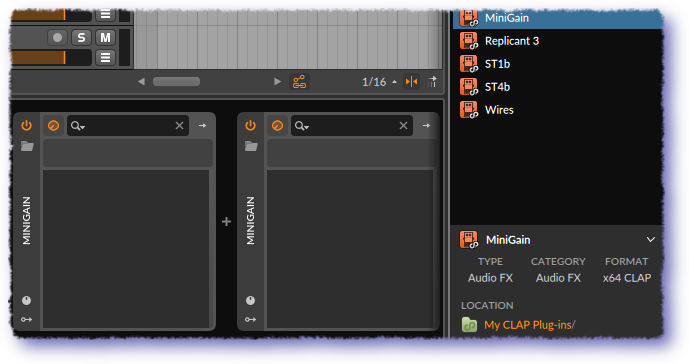 MiniGain
Replicant 3
S M
ST1b
ST4b
1/16
Wires
MINIGAIN
MINIGAIN
MiniGain
TYPE CATEGORY FORMAT
Audio FX Audio FX x64 CLAP
LOCATION
My CLAP Plug-ins/